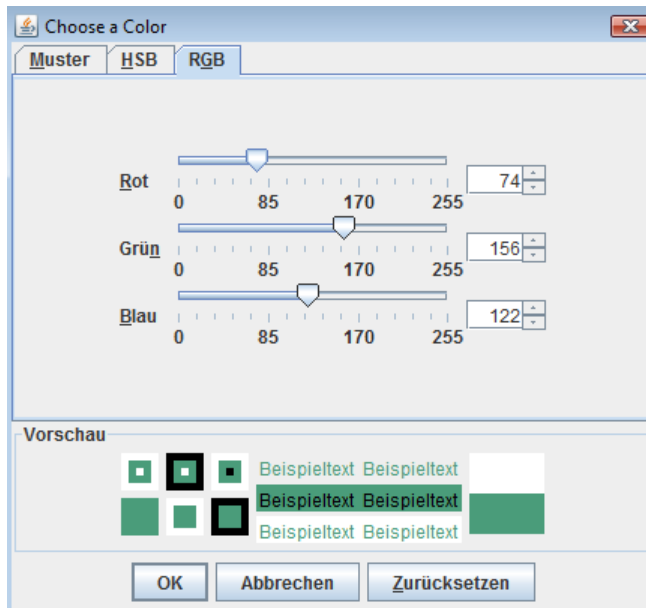 Choose a Color
Muster HSB RGB
Rot 74
0 85 170 255
Grün 156
0 85 170 255
Blau 122
0 85 170 255
Vorschau
Beispieltext Beispieltext
Beispieltext Beispieltext
Beispieltext Beispieltext
OK Abbrechen Zurücksetzen